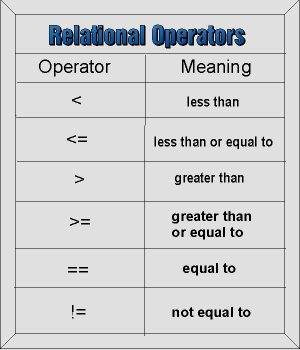 Relational Operators
Operator Meaning
< less than
<= less than or equal to
> greater than
>= greater than
or equal to
== equal to
!= not equal to